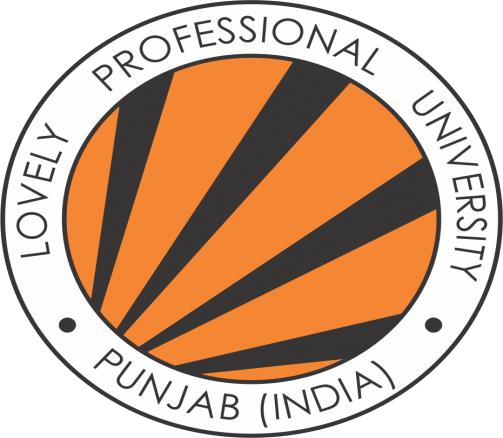 LOVELY PROFESSIONAL UNIVERSITY
PUNJAB (INDIA)